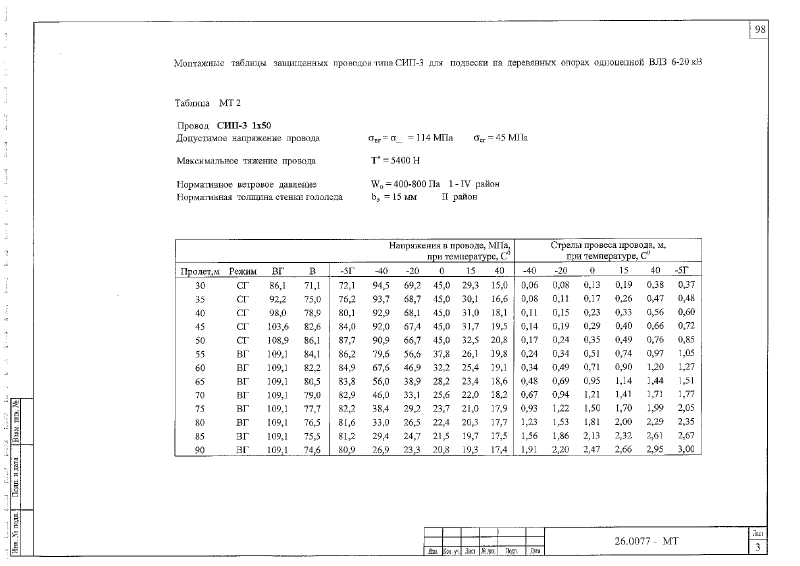 98
Монтажные таблицы защищенных проводов типа СИП-3 для подвески на деревянных опорах одноцепной ВЛЗ 6-20 кВ
Таблица МТ 2
Провод СИП-3 1х50
Допустимое напряжение провода σвг = σ_ = 114 МПа σсг = 45 МПа
Максимальное тяжение провода Т" = 5400 Н
Нормативное ветровое давление W₀ = 400-800 Па I - IV район
Нормативная толщина стенки гололеда bэ = 15 мм II район
Напряжения в проводе, МПа, Стрелы провеса провода, м,
при температуре, С⁰ при температуре, С⁰
Пролет,м Режим ВГ В -5Г -40 -20 0 15 40 -40 -20 0 15 40 -5Г
30 СГ 86,1 71,1 72,1 94,5 69,2 45,0 29,3 15,0 0,06 0,08 0,13 0,19 0,38 0,37
35 СГ 92,2 75,0 76,2 93,7 68,7 45,0 30,1 16,6 0,08 0,11 0,17 0,26 0,47 0,48
40 СГ 98,0 78,9 80,1 92,9 68,1 45,0 31,0 18,1 0,11 0,15 0,23 0,33 0,56 0,60
45 СГ 103,6 82,6 84,0 92,0 67,4 45,0 31,7 19,5 0,14 0,19 0,29 0,40 0,66 0,72
50 СГ 108,9 86,1 87,7 90,9 66,7 45,0 32,5 20,8 0,17 0,24 0,35 0,49 0,76 0,85
55 ВГ 109,1 84,1 86,2 79,6 56,6 37,8 26,1 19,8 0,24 0,34 0,51 0,74 0,97 1,05
60 ВГ 109,1 82,2 84,9 67,6 46,9 32,2 25,4 19,1 0,34 0,49 0,71 0,90 1,20 1,27
65 ВГ 109,1 80,5 83,8 56,0 38,9 28,2 23,4 18,6 0,48 0,69 0,95 1,14 1,44 1,51
70 ВГ 109,1 79,0 82,9 46,0 33,1 25,6 22,0 18,2 0,67 0,94 1,21 1,41 1,71 1,77
75 ВГ 109,1 77,7 82,2 38,4 29,2 23,7 21,0 17,9 0,93 1,22 1,50 1,70 1,99 2,05
80 ВГ 109,1 76,5 81,6 33,0 26,5 22,4 20,3 17,7 1,23 1,53 1,81 2,00 2,29 2,35
85 ВГ 109,1 75,5 81,2 29,4 24,7 21,5 19,7 17,5 1,56 1,86 2,13 2,32 2,61 2,67
90 ВГ 109,1 74,6 80,9 26,9 23,3 20,8 19,3 17,4 1,91 2,20 2,47 2,66 2,95 3,00
Взам. инв. №
Подп. и дата
Инв. № подл.
Изм. Кол. уч. Лист № док. Подп. Дата
26.0077 - МТ
Лист
3